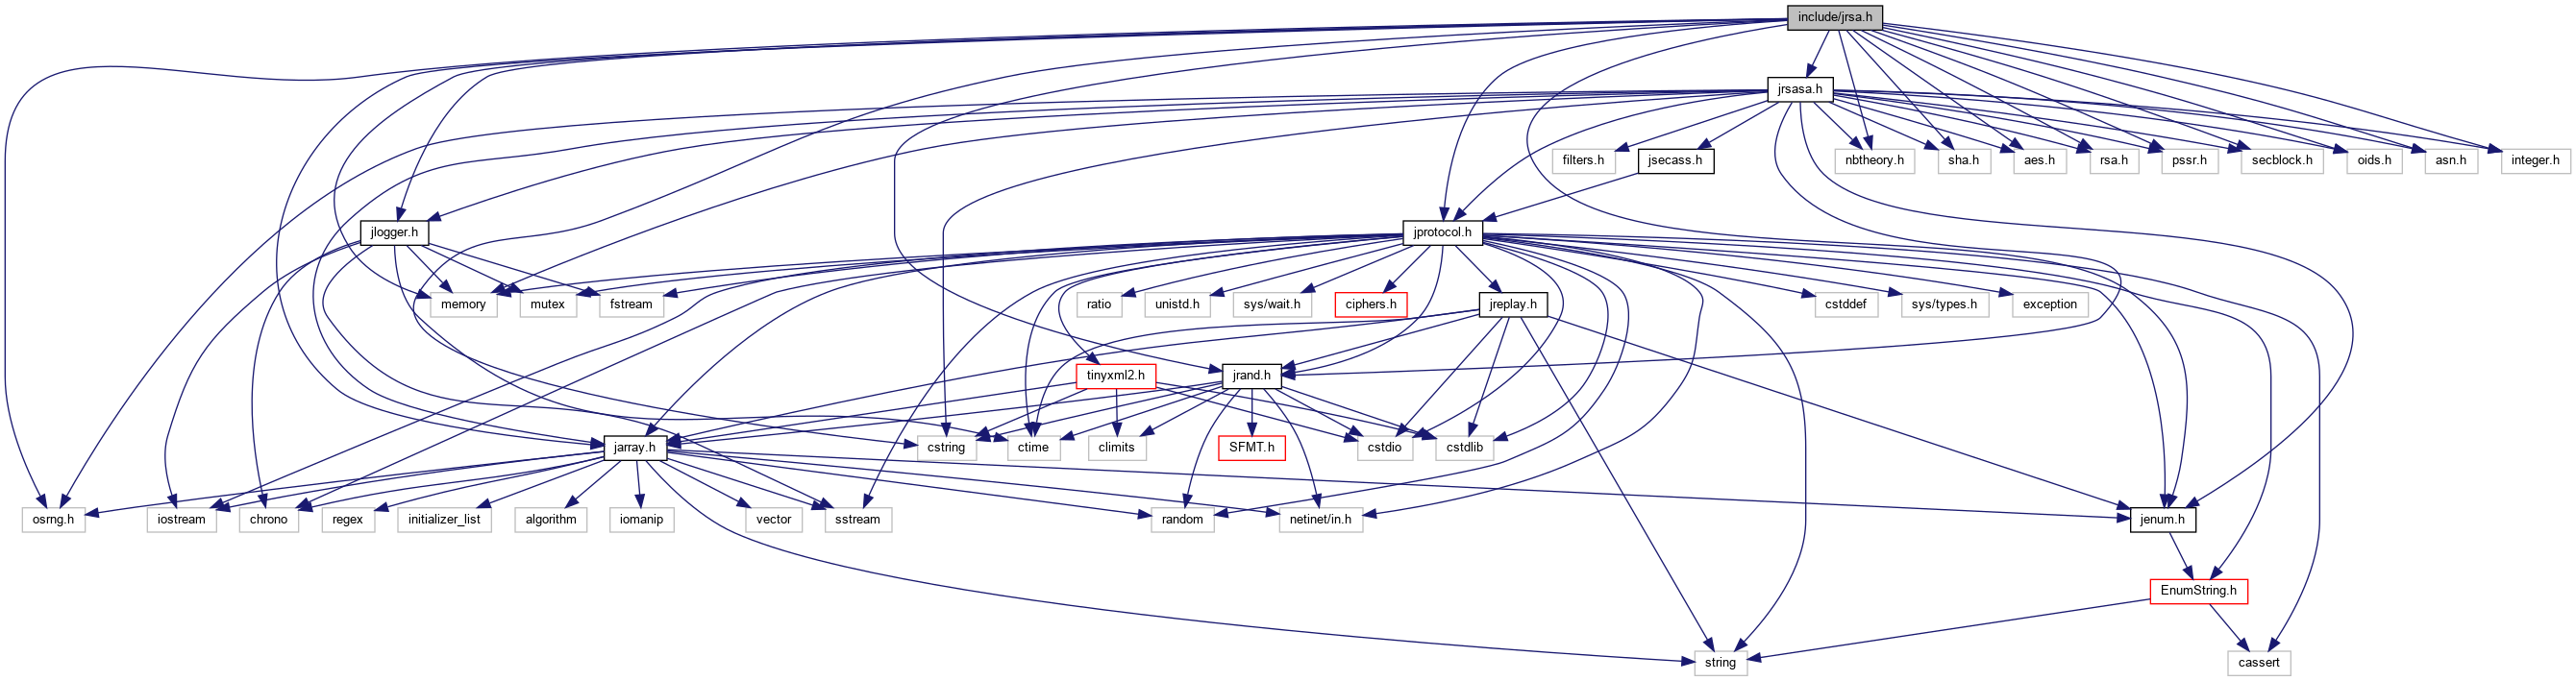 include/jrsa.h
jrsasa.h
filters.h
jsecass.h
nbtheory.h
sha.h
aes.h
rsa.h
pssr.h
secblock.h
oids.h
asn.h
integer.h
jlogger.h
jprotocol.h
memory
mutex
fstream
ratio
unistd.h
sys/wait.h
ciphers.h
jreplay.h
cstddef
sys/types.h
exception
tinyxml2.h
jrand.h
jarray.h
cstring
ctime
climits
SFMT.h
cstdio
cstdlib
osrng.h
iostream
chrono
regex
initializer_list
algorithm
iomanip
vector
sstream
random
netinet/in.h
jenum.h
EnumString.h
string
cassert